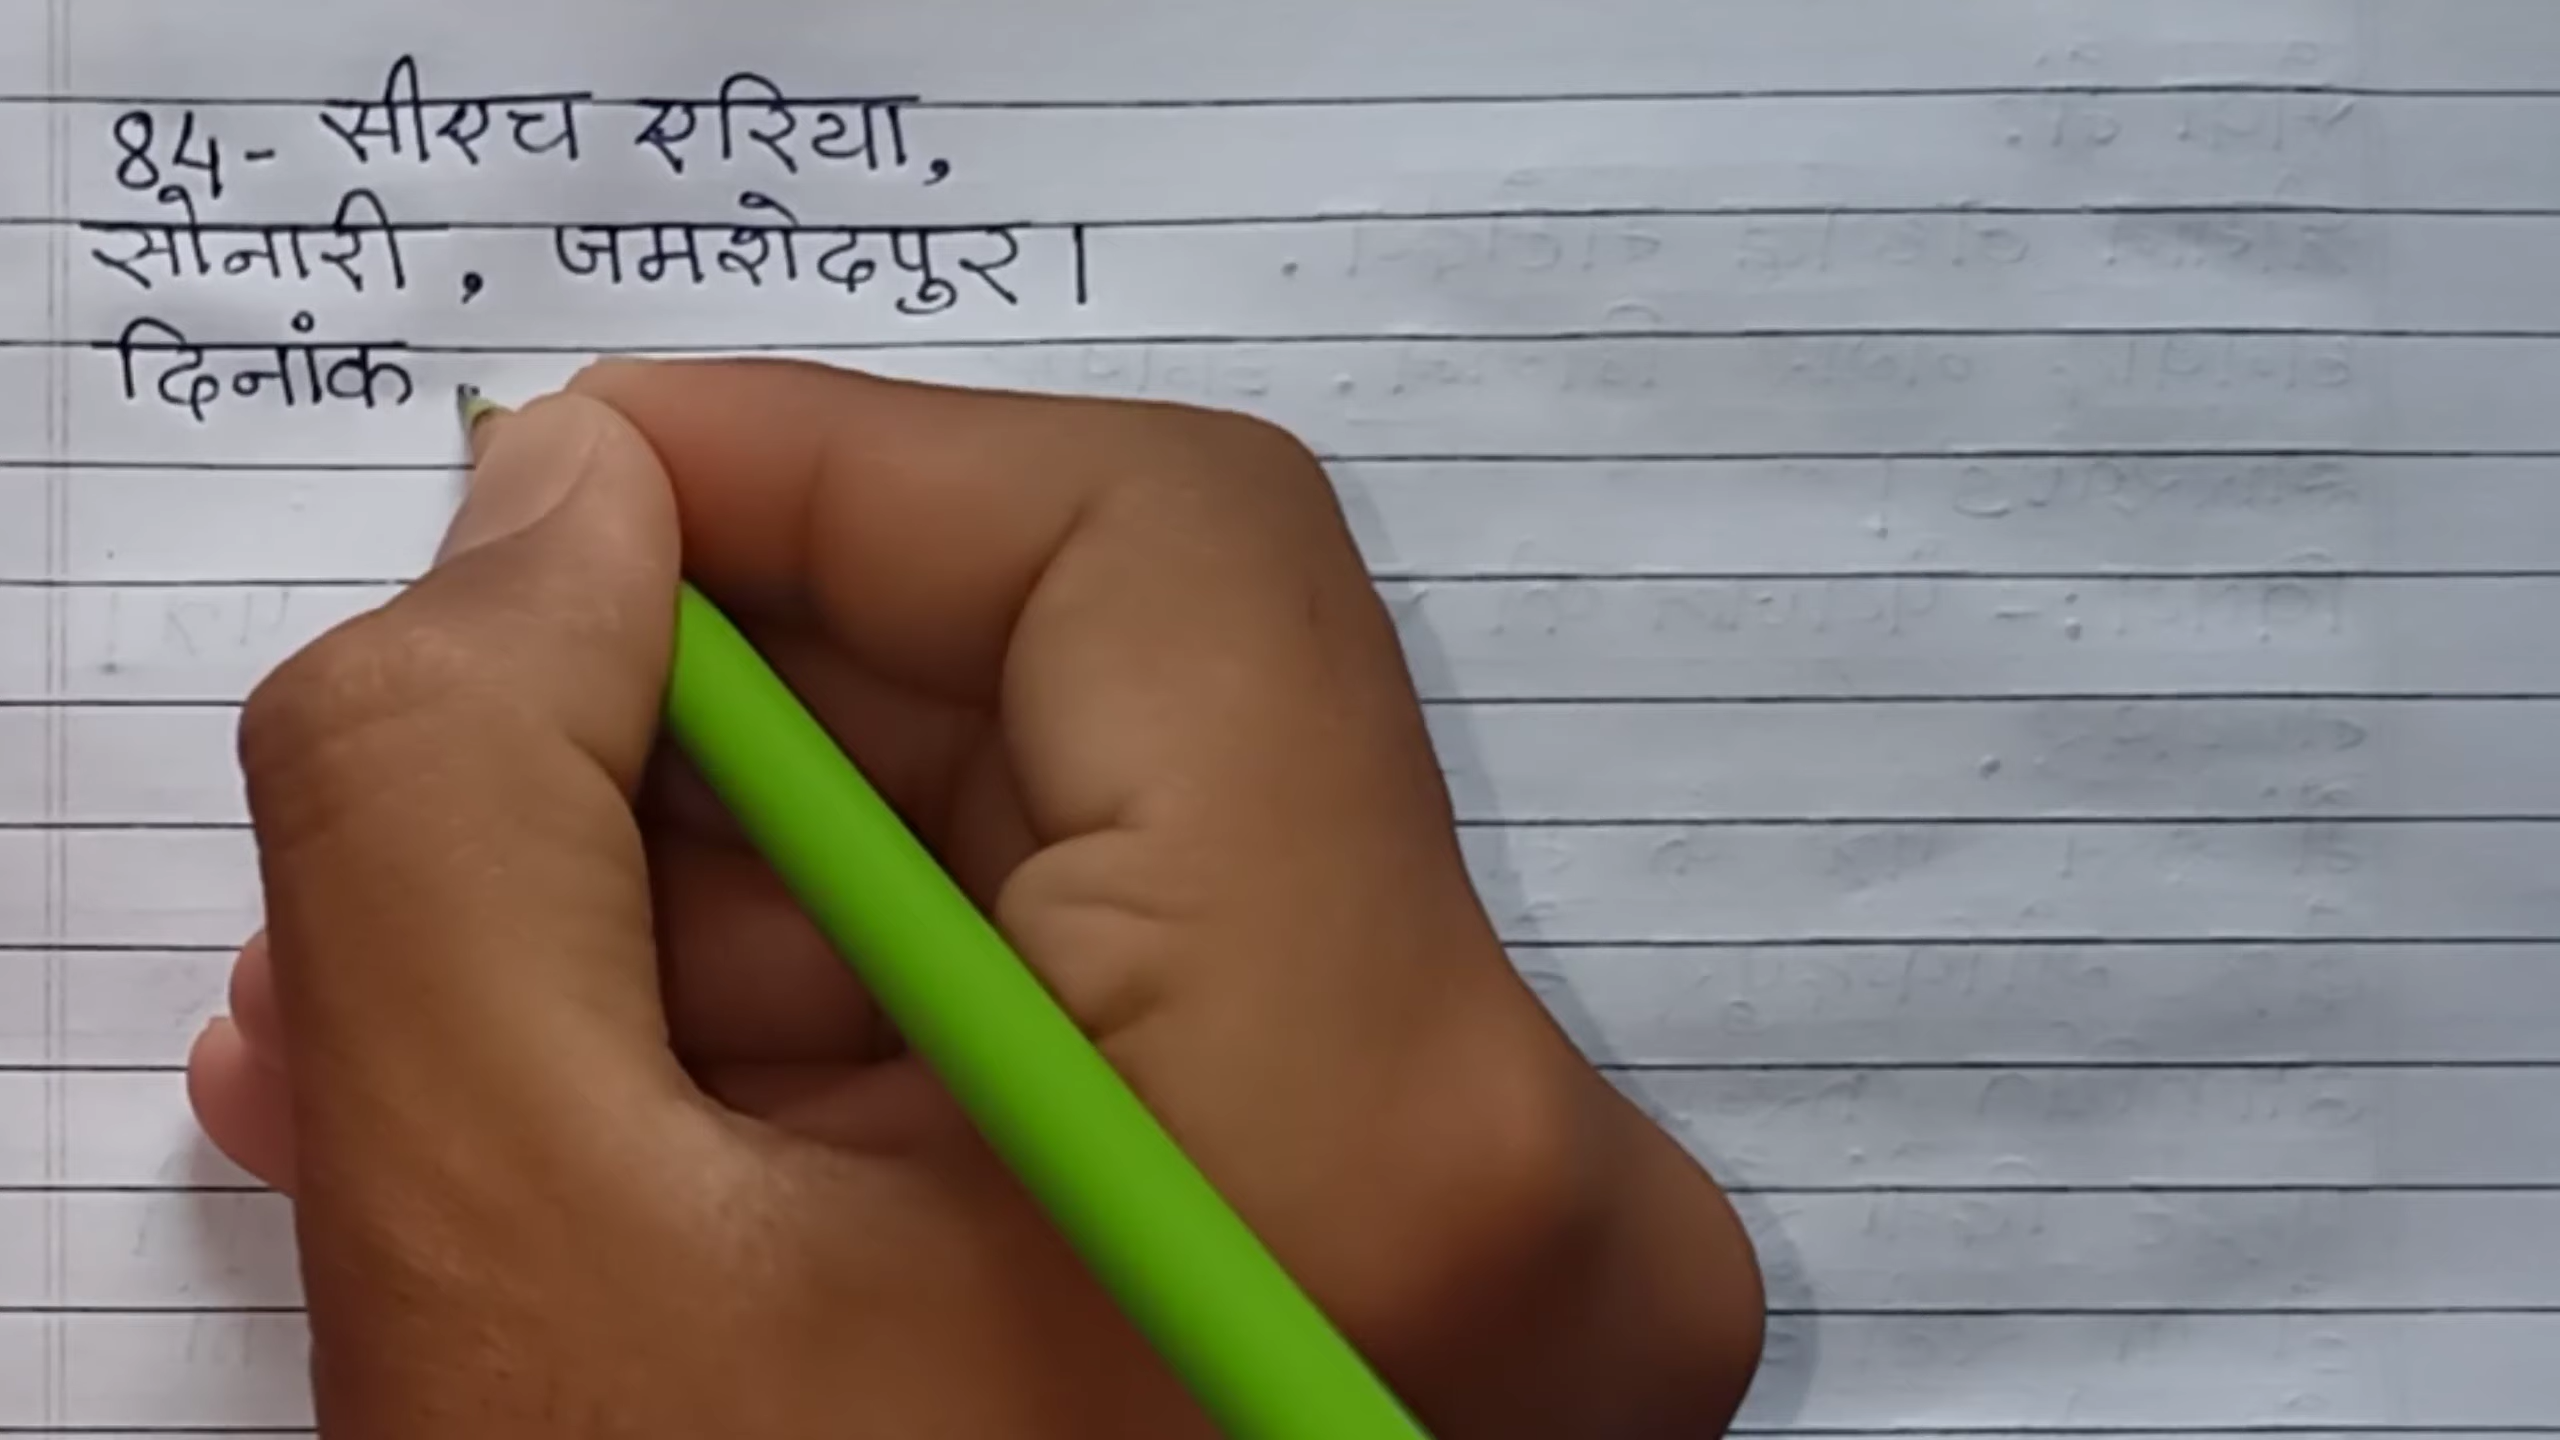 84- सीएच एरिया,
सोनारी, जमशेदपुर।
दिनांक